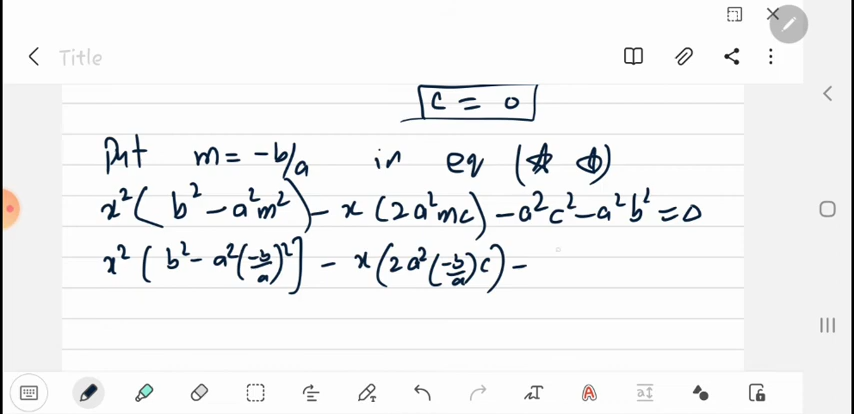 Title
c = 0
Put m = -b/a in eq (☆ ☆)
x²( b² - a²m² ) - x (2a²mc) - a²c² - a²b² = 0
x² ( b² - a²(-b/a)² ] - x (2a² (-b/a) c) -